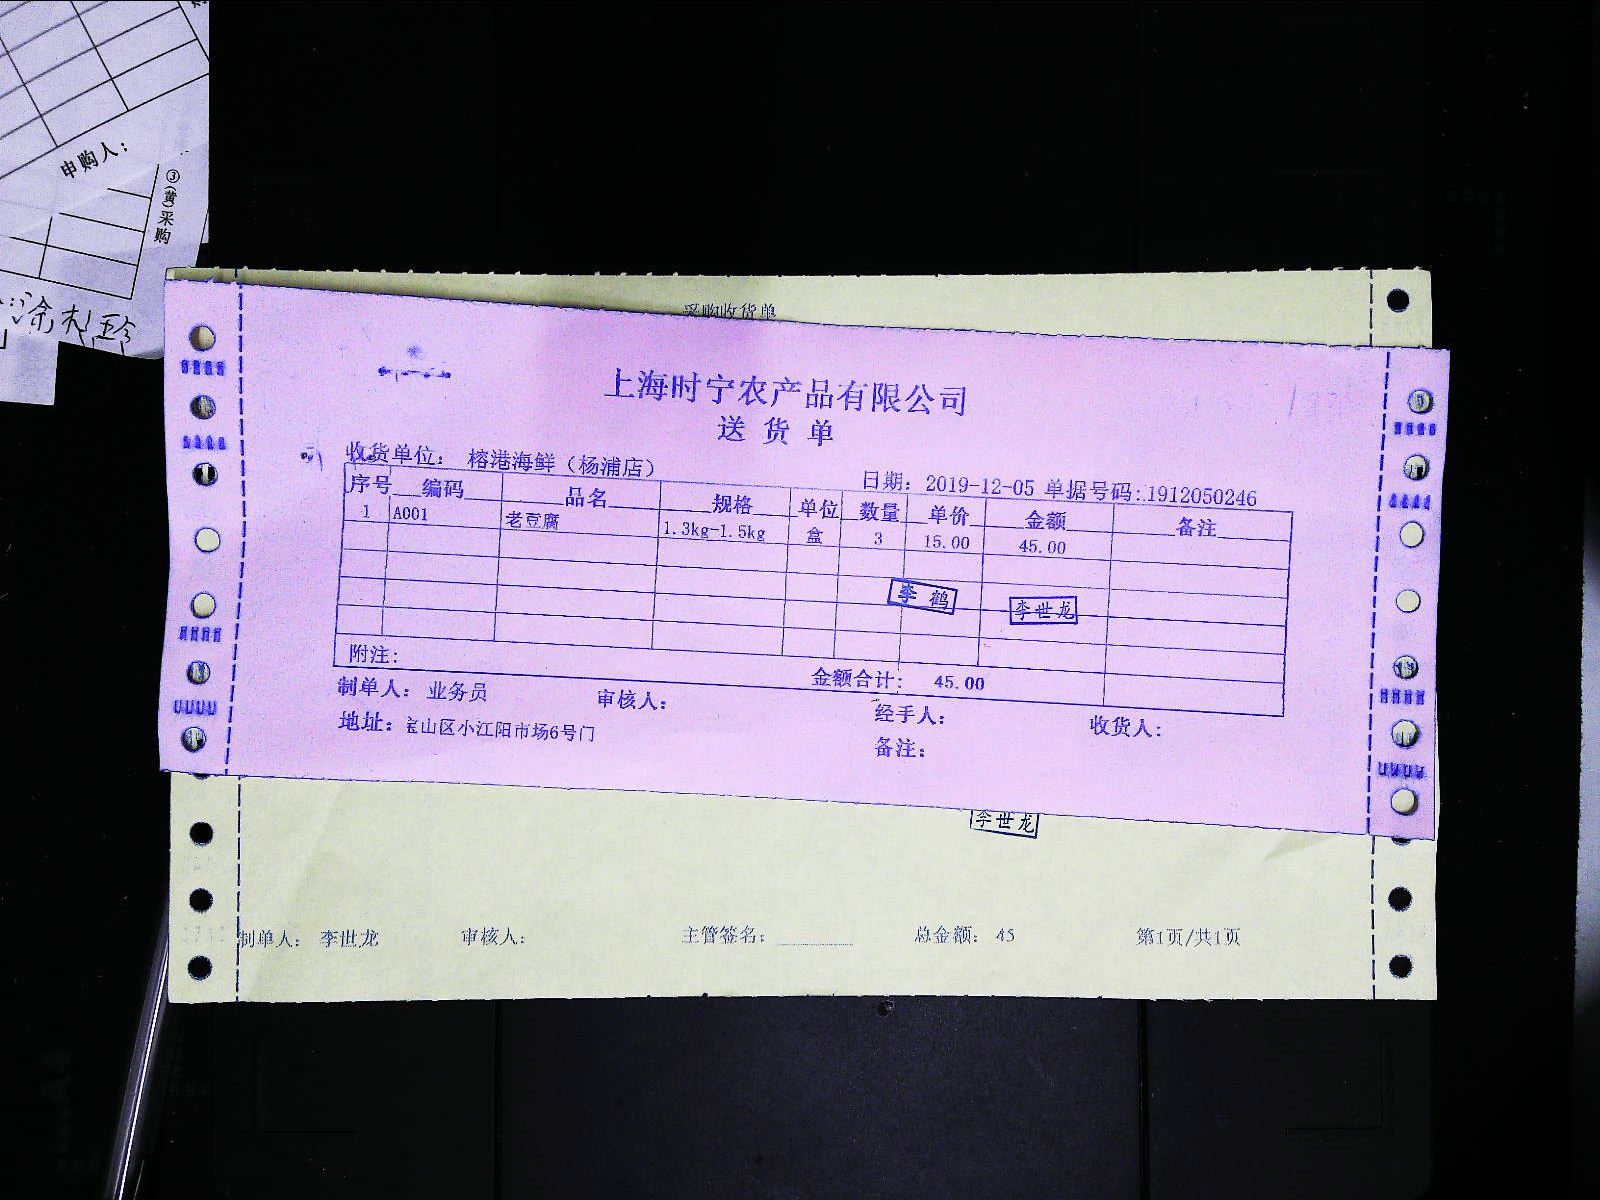 申购人：
③(黄)采购
采购收货单
上海时宁农产品有限公司
送 货 单
收货单位： 榕港海鲜（杨浦店）
日期：2019-12-05 单据号码：1912050246
序号 编码 品名 规格 单位 数量 单价 金额 备注
1 A001 老豆腐 1.3kg-1.5kg 盒 3 15.00 45.00
李 鹤
李世龙
附注：
金额合计： 45.00
制单人： 业务员 审核人： 经手人： 收货人：
地址：宝山区小江阳市场6号门
备注：
李世龙
制单人： 李世龙 审核人： 主管签名： 总金额： 45 第1页/共1页